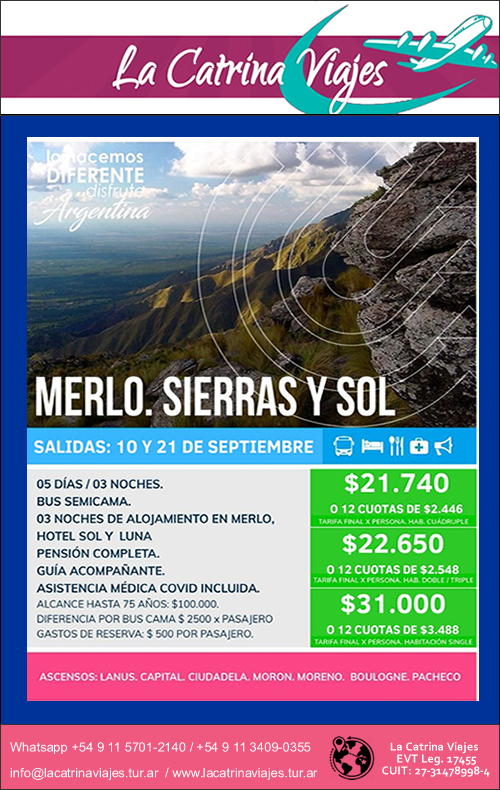 La Catrina Viajes
lo hacemos
DIFERENTE
...disfruta
Argentina
MERLO. SIERRAS Y SOL
SALIDAS: 10 Y 21 DE SEPTIEMBRE
05 DÍAS / 03 NOCHES.
BUS SEMICAMA.
03 NOCHES DE ALOJAMIENTO EN MERLO,
HOTEL SOL Y LUNA
PENSIÓN COMPLETA.
GUÍA ACOMPAÑANTE.
ASISTENCIA MÉDICA COVID INCLUIDA.
ALCANCE HASTA 75 AÑOS: $100.000.
DIFERENCIA POR BUS CAMA $ 2500 x PASAJERO
GASTOS DE RESERVA: $ 500 POR PASAJERO.
$21.740
O 12 CUOTAS DE $2.446
TARIFA FINAL X PERSONA. HAB. CUÁDRUPLE
$22.650
O 12 CUOTAS DE $2.548
TARIFA FINAL X PERSONA. HAB. DOBLE / TRIPLE
$31.000
O 12 CUOTAS DE $3.488
TARIFA FINAL X PERSONA. HABITACIÓN SINGLE
ASCENSOS: LANUS. CAPITAL. CIUDADELA. MORON. MORENO. BOULOGNE. PACHECO
Whatsapp +54 9 11 5701-2140 / +54 9 11 3409-0355
info@lacatrinaviajes.tur.ar / www.lacatrinaviajes.tur.ar
La Catrina Viajes
EVT Leg. 17455
CUIT: 27-31478998-4